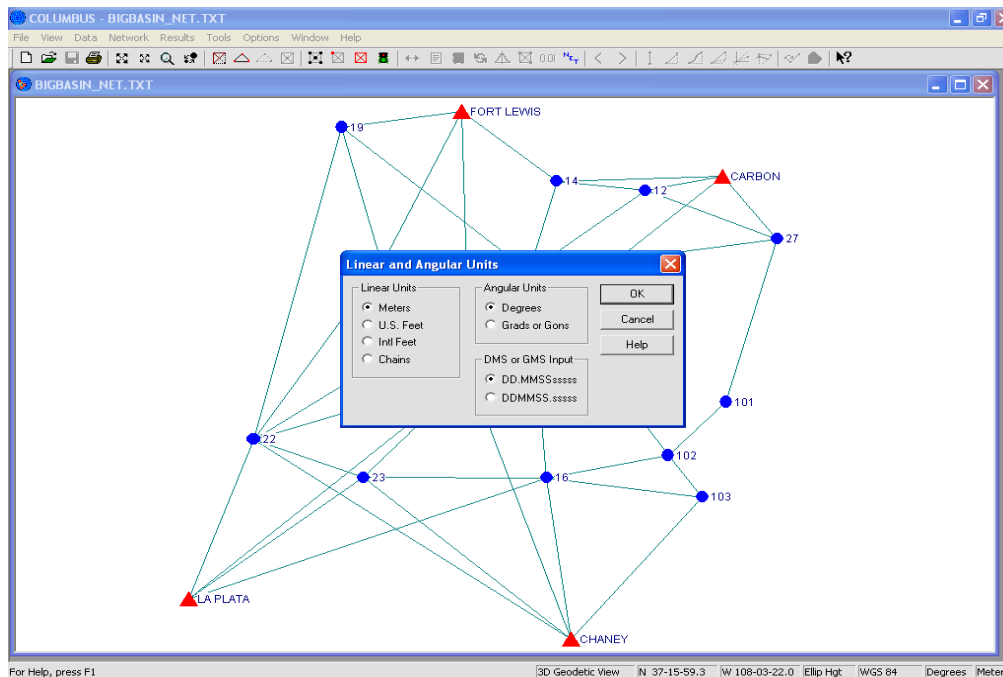 COLUMBUS - BIGBASIN_NET.TXT
File View Data Network Results Tools Options Window Help
0.01
BIGBASIN_NET.TXT
FORT LEWIS
19
14
CARBON
12
27
Linear and Angular Units
Linear Units
Meters
U.S. Feet
Intl Feet
Chains
Angular Units
Degrees
Grads or Gons
DMS or GMS Input
DD.MMSSsssss
DDMMSS.sssss
OK
Cancel
Help
101
22
102
23
16
103
LA PLATA
CHANEY
For Help, press F1
3D Geodetic View N 37-15-59.3 W 108-03-22.0 Ellip Hgt WGS 84 Degrees Meter